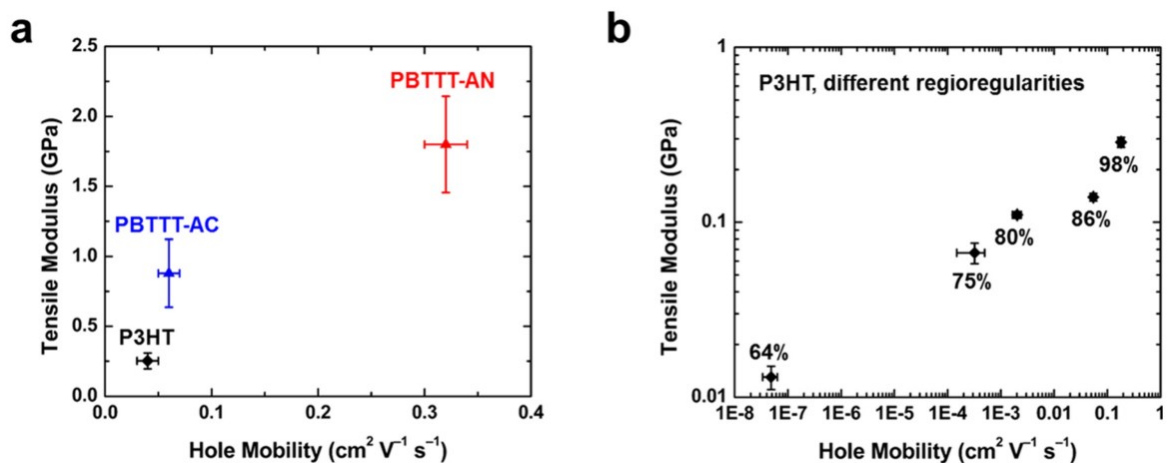 a
2.5
2.0
1.5
1.0
0.5
0.0
Tensile Modulus (GPa)
PBTTT-AN
PBTTT-AC
P3HT
0.0 0.1 0.2 0.3 0.4
Hole Mobility (cm² V⁻¹ s⁻¹)
b
1
0.1
0.01
Tensile Modulus (GPa)
P3HT, different regioregularities
98%
86%
80%
75%
64%
1E-8 1E-7 1E-6 1E-5 1E-4 1E-3 0.01 0.1 1
Hole Mobility (cm² V⁻¹ s⁻¹)